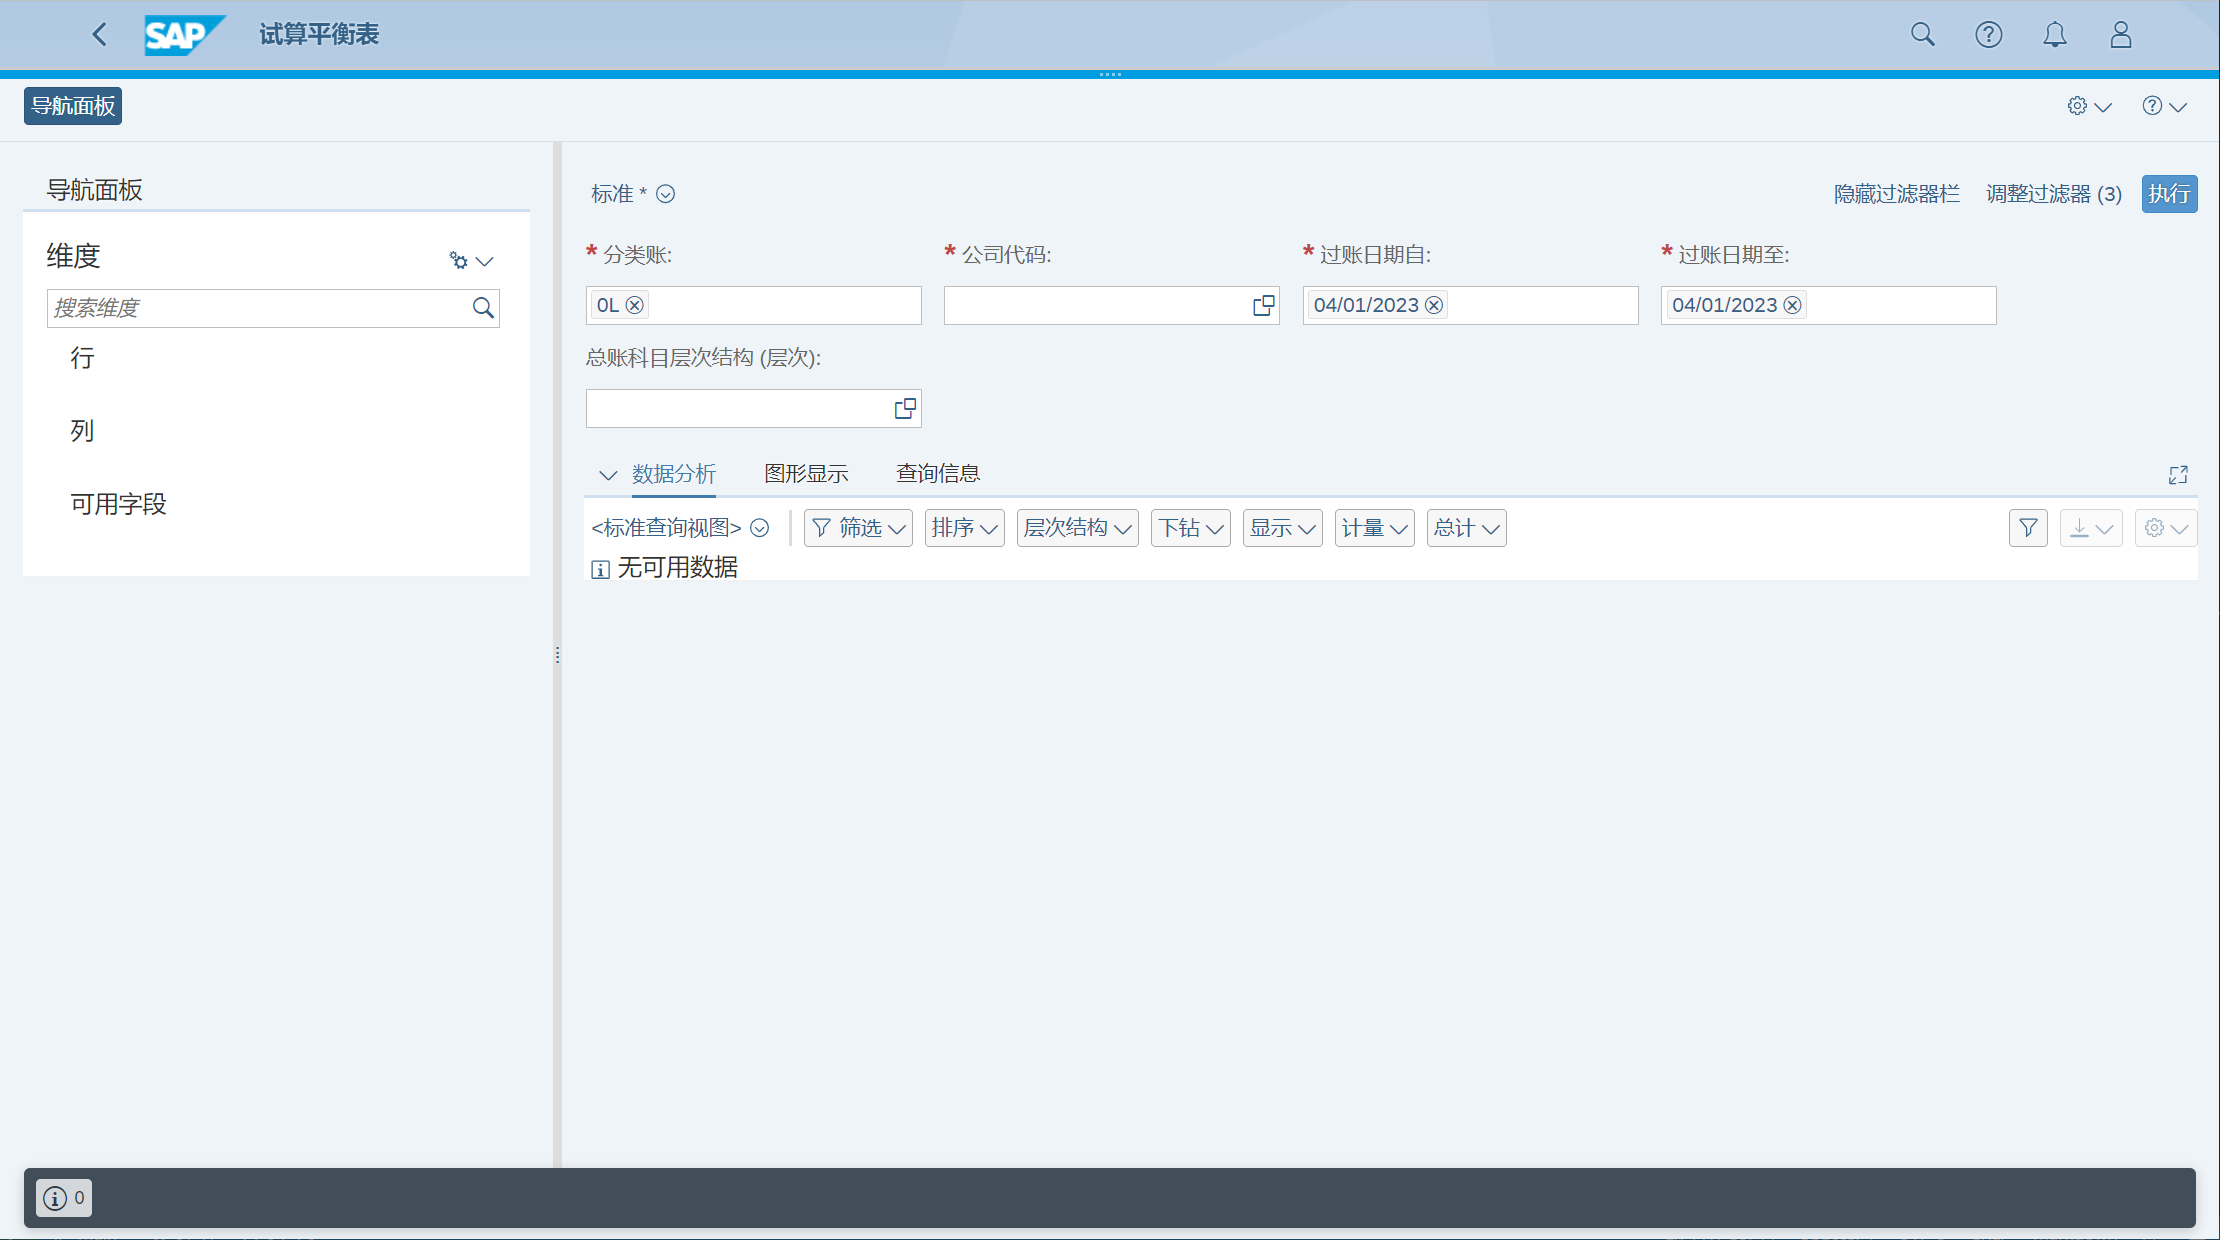 SAP 试算平衡表
导航面板
导航面板
维度
搜索维度
行
列
可用字段
标准 *
隐藏过滤器栏 调整过滤器 (3) 执行
* 分类账: * 公司代码: * 过账日期自: * 过账日期至:
0L 04/01/2023 04/01/2023
总账科目层次结构 (层次):
数据分析 图形显示 查询信息
<标准查询视图> 筛选 排序 层次结构 下钻 显示 计量 总计
无可用数据
0